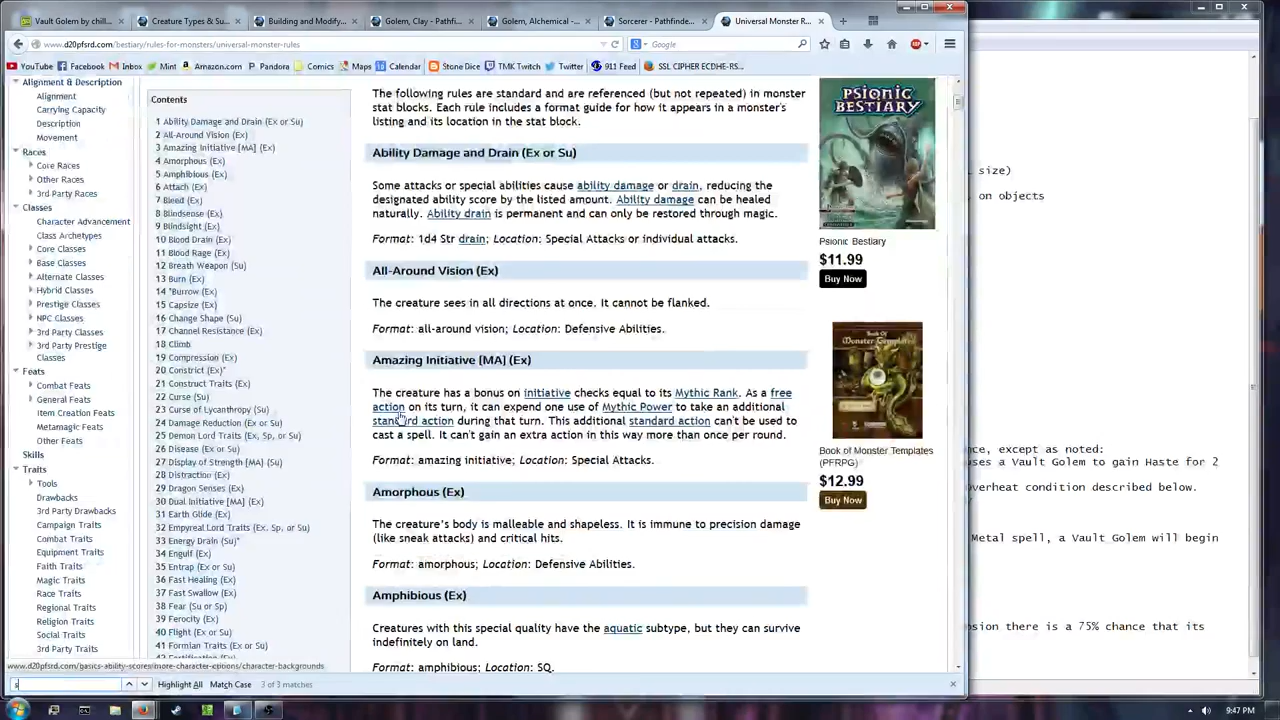 Vault Golem by chill...
Creature Types & Su...
Building and Modify...
Golem, Clay - Pathfi...
Golem, Alchemical -...
Sorcerer - Pathfinde...
Universal Monster R...
www.d20pfsrd.com/bestiary/rules-for-monsters/universal-monster-rules
Google
YouTube
Facebook
Inbox
Mint
Amazon.com
Pandora
Comics
Maps
Calendar
Stone Dice
TMK Twitch
Twitter
911 Feed
SSL CIPHER ECDHE-RS...
Alignment & Description
Alignment
Carrying Capacity
Description
Movement
Races
Core Races
Other Races
3rd Party Races
Classes
Character Advancement
Class Archetypes
Core Classes
Base Classes
Alternate Classes
Hybrid Classes
Prestige Classes
NPC Classes
3rd Party Classes
3rd Party Prestige
Classes
Feats
Combat Feats
General Feats
Item Creation Feats
Metamagic Feats
Other Feats
Skills
Traits
Tools
Drawbacks
3rd Party Drawbacks
Campaign Traits
Combat Traits
Equipment Traits
Faith Traits
Magic Traits
Race Traits
Regional Traits
Social Traits
3rd Party Traits
Contents
1 Ability Damage and Drain (Ex or Su)
2 All-Around Vision (Ex)
3 Amazing Initiative [MA] (Ex)
4 Amorphous (Ex)
5 Amphibious (Ex)
6 Attach (Ex)
7 Bleed (Ex)
8 Blindsense (Ex)
9 Blindsight (Ex)
10 Blood Drain (Ex)
11 Blood Rage (Ex)
12 Breath Weapon (Su)
13 Burn (Ex)
14 *Burrow (Ex)
15 Capsize (Ex)
16 Change Shape (Su)
17 Channel Resistance (Ex)
18 Climb
19 Compression (Ex)
20 Constrict (Ex)*
21 Construct Traits (Ex)
22 Curse (Su)
23 Curse of Lycanthropy (Su)
24 Damage Reduction (Ex or Su)
25 Demon Lord Traits (Ex, Sp, or Su)
26 Disease (Ex or Su)
27 Display of Strength [MA] (Su)
28 Distraction (Ex)
29 Dragon Senses (Ex)
30 Dual Initiative [MA] (Ex)
31 Earth Glide (Ex)
32 Empyreal Lord Traits (Ex, Sp, or Su)
33 Energy Drain (Su)*
34 Engulf (Ex)
35 Entrap (Ex or Su)
36 Fast Healing (Ex)
37 Fast Swallow (Ex)
38 Fear (Su or Sp)
39 Ferocity (Ex)
40 Flight (Ex or Su)
41 Formian Traits (Ex or Su)
The following rules are standard and are referenced (but not repeated) in monster
stat blocks. Each rule includes a format guide for how it appears in a monster's
listing and its location in the stat block.
Ability Damage and Drain (Ex or Su)
Some attacks or special abilities cause ability damage or drain, reducing the
designated ability score by the listed amount. Ability damage can be healed
naturally. Ability drain is permanent and can only be restored through magic.
Format: 1d4 Str drain; Location: Special Attacks or individual attacks.
All-Around Vision (Ex)
The creature sees in all directions at once. It cannot be flanked.
Format: all-around vision; Location: Defensive Abilities.
Amazing Initiative [MA] (Ex)
The creature has a bonus on initiative checks equal to its Mythic Rank. As a free
action on its turn, it can expend one use of Mythic Power to take an additional
standard action during that turn. This additional standard action can't be used to
cast a spell. It can't gain an extra action in this way more than once per round.
Format: amazing initiative; Location: Special Attacks.
Amorphous (Ex)
The creature's body is malleable and shapeless. It is immune to precision damage
(like sneak attacks) and critical hits.
Format: amorphous; Location: Defensive Abilities.
Amphibious (Ex)
Creatures with this special quality have the aquatic subtype, but they can survive
indefinitely on land.
Format: amphibious; Location: SQ.
PSIONIC
BESTIARY
Psionic Bestiary
$11.99
Buy Now
Book Of
Monster Templates
Book of Monster Templates
(PFRPG)
$12.99
Buy Now
size)
on objects
nce, except as noted:
uses a Vault Golem to gain Haste for 2
Overheat condition described below.
Metal spell, a Vault Golem will begin
osion there is a 75% chance that its
www.d20pfsrd.com/basics-ability-scores/more-character-options/character-backgrounds
s
Highlight All
Match Case
3 of 3 matches
9:47 PM